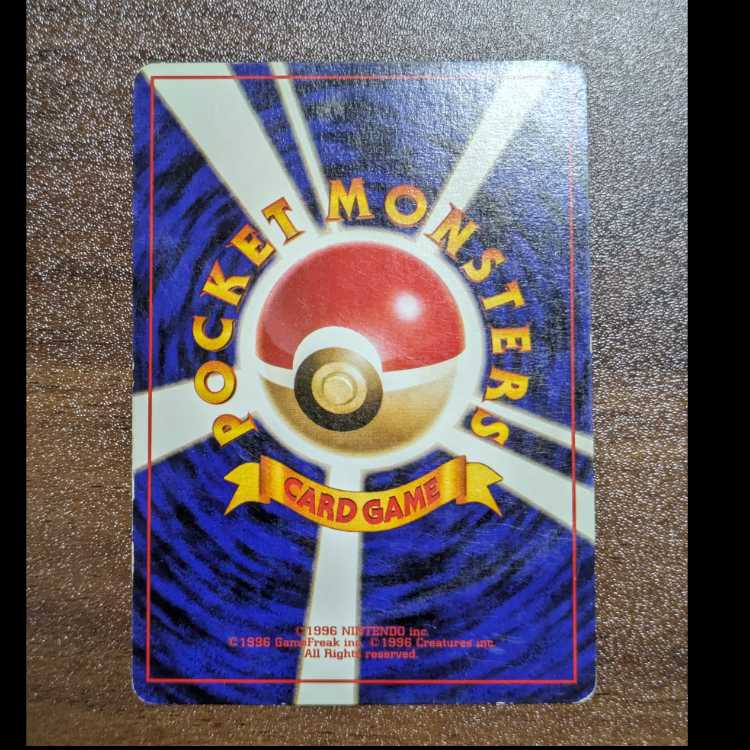 POCKET MONSTERS
CARD GAME
©1996 NINTENDO inc.
©1996 GameFreak inc. ©1996 Creatures inc.
All Rights reserved.